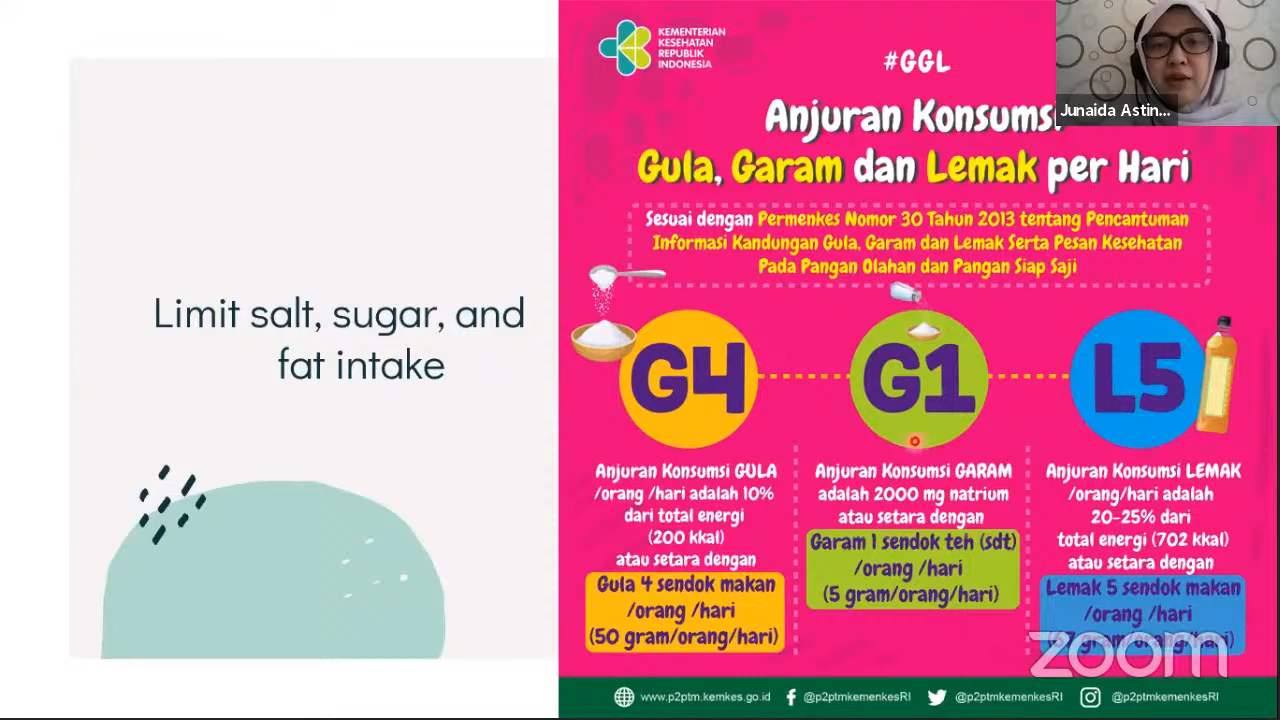 Limit salt, sugar, and
fat intake
KEMENTERIAN
KESEHATAN
REPUBLIK
INDONESIA
#GGL
Anjuran Konsumsi
Gula, Garam dan Lemak per Hari
Sesuai dengan Permenkes Nomor 30 Tahun 2013 tentang Pencantuman
Informasi Kandungan Gula, Garam dan Lemak Serta Pesan Kesehatan
Pada Pangan Olahan dan Pangan Siap Saji
G4
Anjuran Konsumsi GULA
/orang /hari adalah 10%
dari total energi
(200 kkal)
atau setara dengan
Gula 4 sendok makan
/orang /hari
(50 gram/orang/hari)
G1
Anjuran Konsumsi GARAM
adalah 2000 mg natrium
atau setara dengan
Garam 1 sendok teh (sdt)
/orang /hari
(5 gram/orang/hari)
L5
Anjuran Konsumsi LEMAK
/orang/hari adalah
20-25% dari
total energi (702 kkal)
atau setara dengan
Lemak 5 sendok makan
/orang /hari
gram/orang/hari)
www.p2ptm.kemkes.go.id
@p2ptmkemenkesRI
@p2ptmkemenkesRI
@p2ptmkemenkesRI
Junaida Astin...
zoom